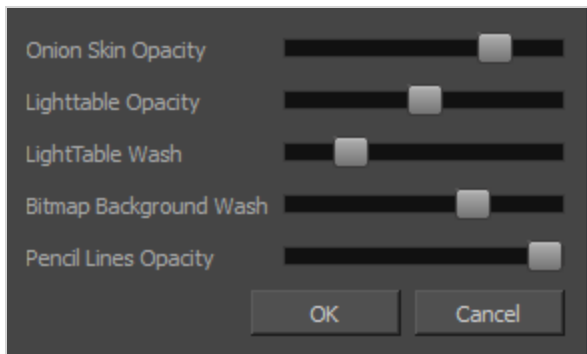 Onion Skin Opacity
Lighttable Opacity
LightTable Wash
Bitmap Background Wash
Pencil Lines Opacity
OK Cancel